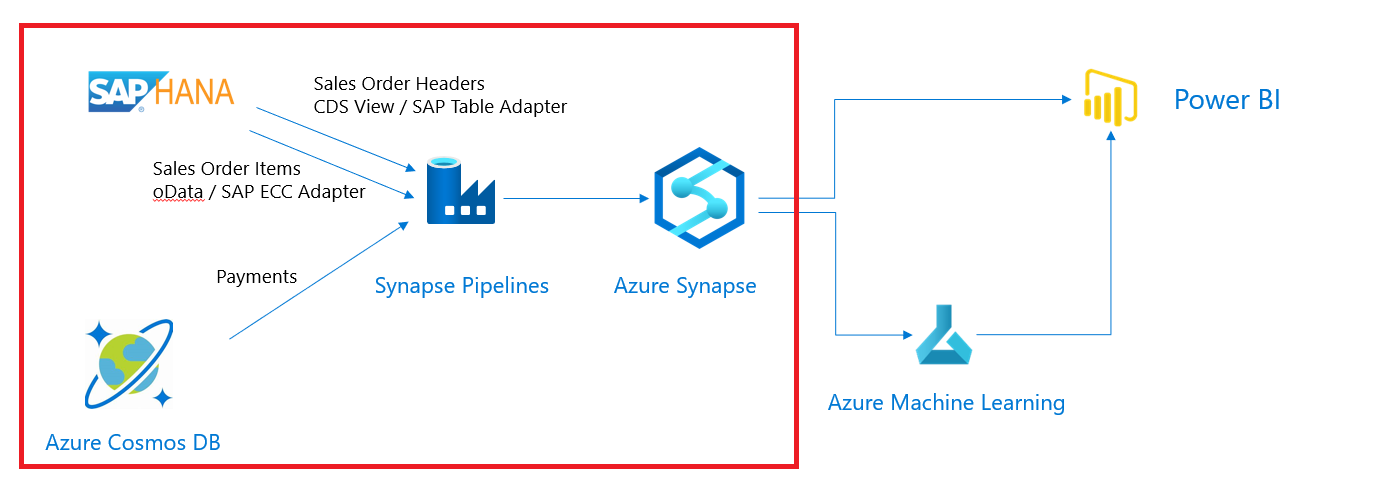 SAP HANA
Sales Order Headers
CDS View / SAP Table Adapter
Sales Order Items
oData / SAP ECC Adapter
Payments
Synapse Pipelines
Azure Synapse
Azure Cosmos DB
Power BI
Azure Machine Learning